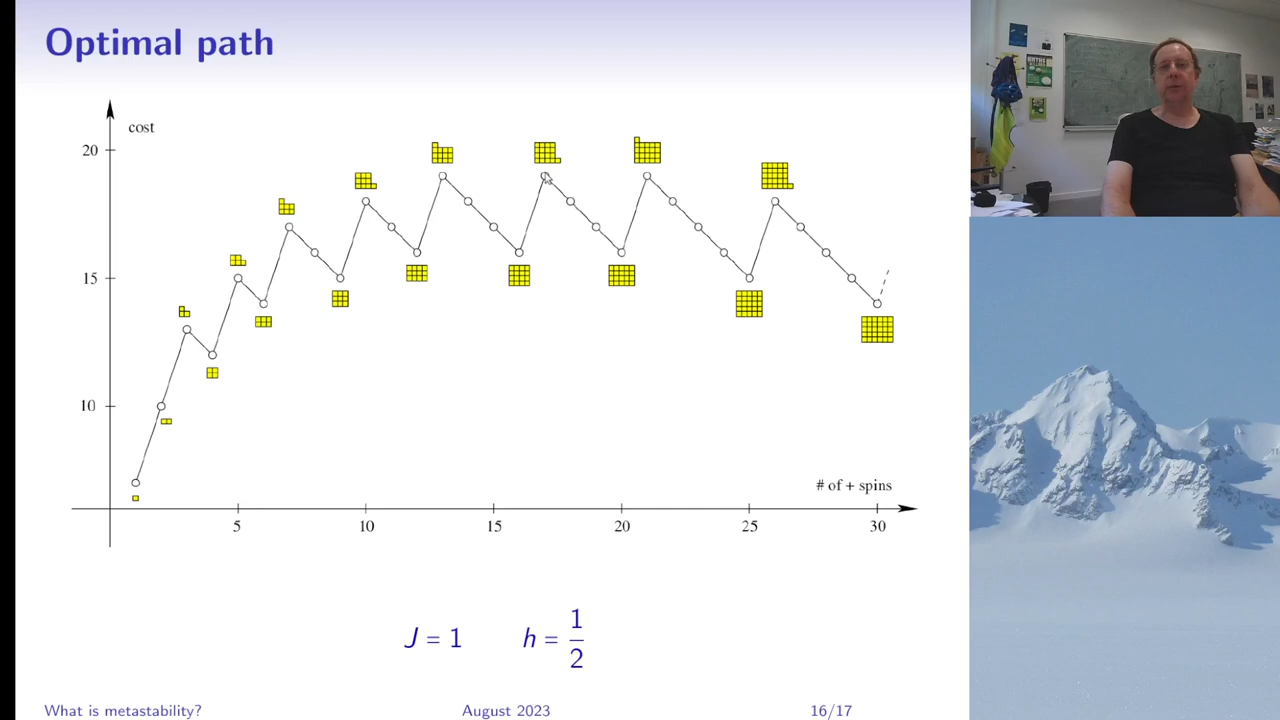 Optimal path
cost
20
15
10
# of + spins
5 10 15 20 25 30
J = 1 h = 1/2
What is metastability? August 2023 16/17